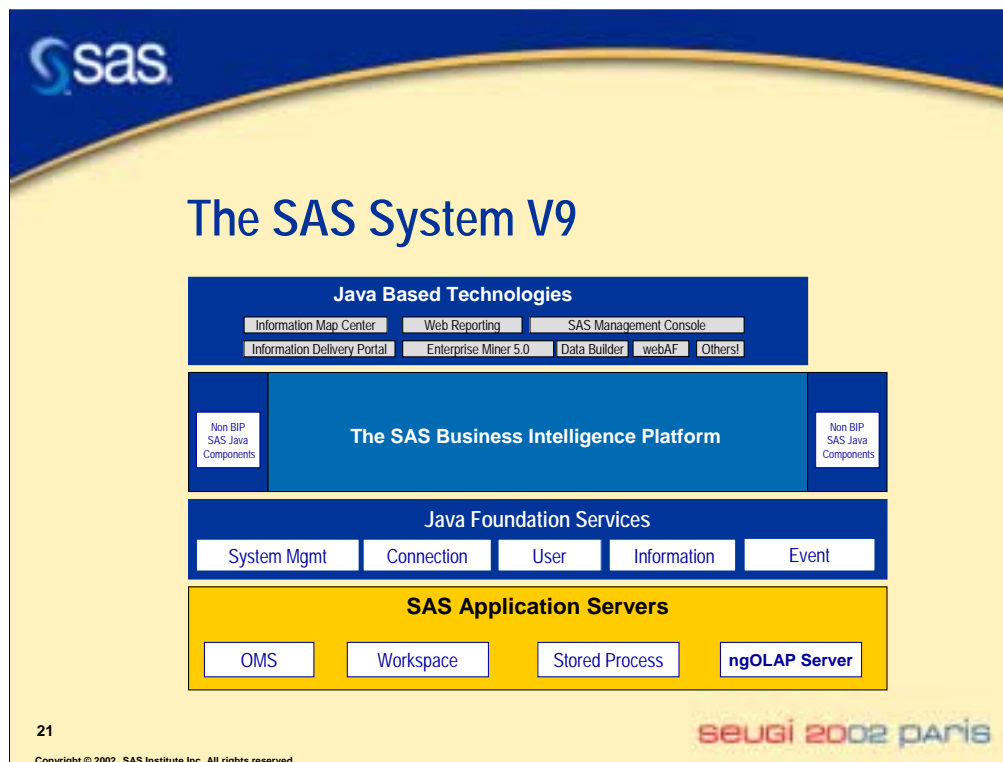 sas.
The SAS System V9
Java Based Technologies
Information Map Center Web Reporting SAS Management Console
Information Delivery Portal Enterprise Miner 5.0 Data Builder webAF Others!
Non BIP
SAS Java
Components
The SAS Business Intelligence Platform
Non BIP
SAS Java
Components
Java Foundation Services
System Mgmt Connection User Information Event
SAS Application Servers
OMS Workspace Stored Process ngOLAP Server
21
seugi 2002 paris
Copyright © 2002, SAS Institute Inc. All rights reserved.